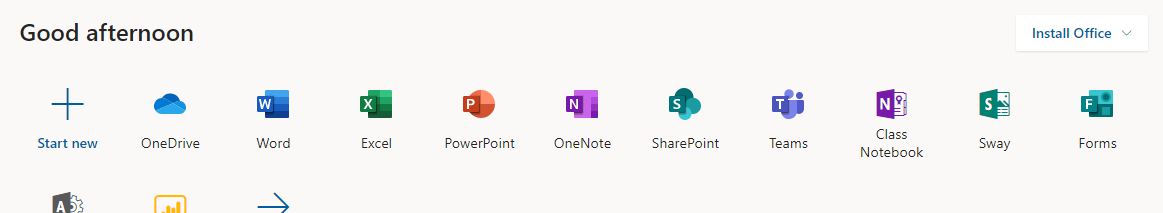 Good afternoon
Install Office
Start new
OneDrive
Word
Excel
PowerPoint
OneNote
SharePoint
Teams
Class
Notebook
Sway
Forms
W
X
P
N
S
T
N
S
F
A